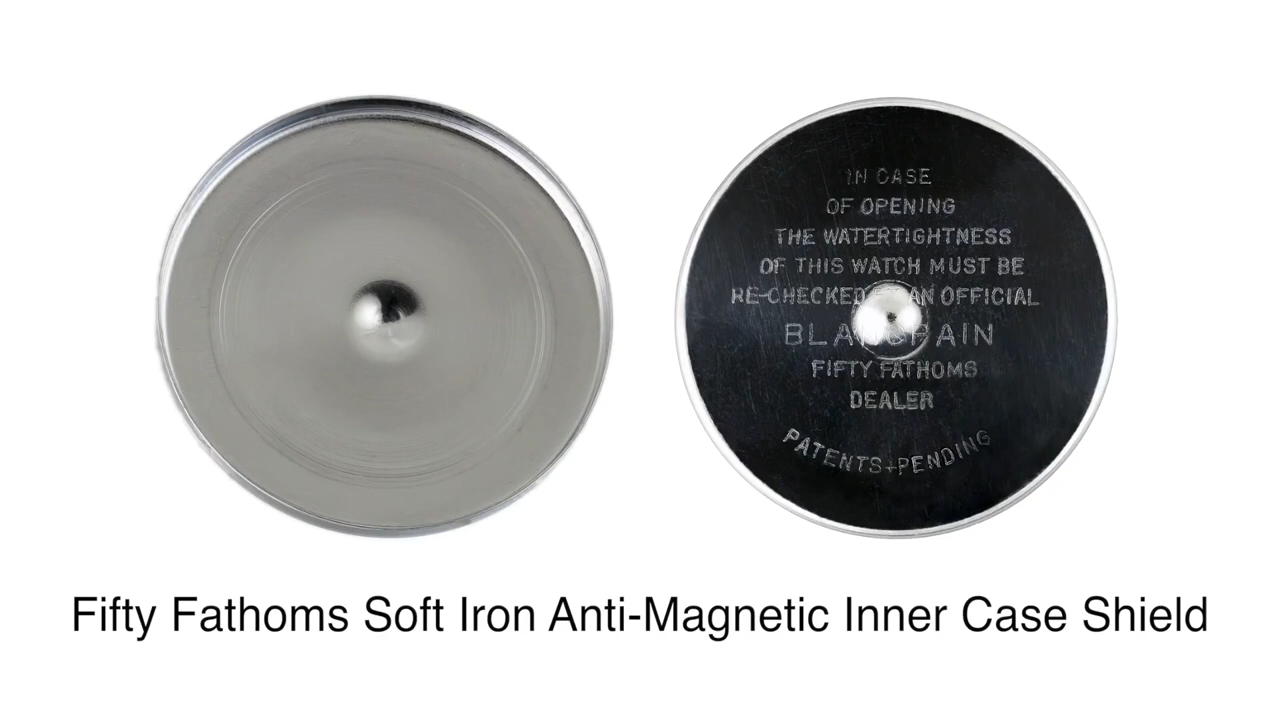 IN CASE
OF OPENING
THE WATERTIGHTNESS
OF THIS WATCH MUST BE
RE-CHECKED AN OFFICIAL
BLANCPAIN
FIFTY FATHOMS
DEALER
PATENTS+PENDING
Fifty Fathoms Soft Iron Anti-Magnetic Inner Case Shield